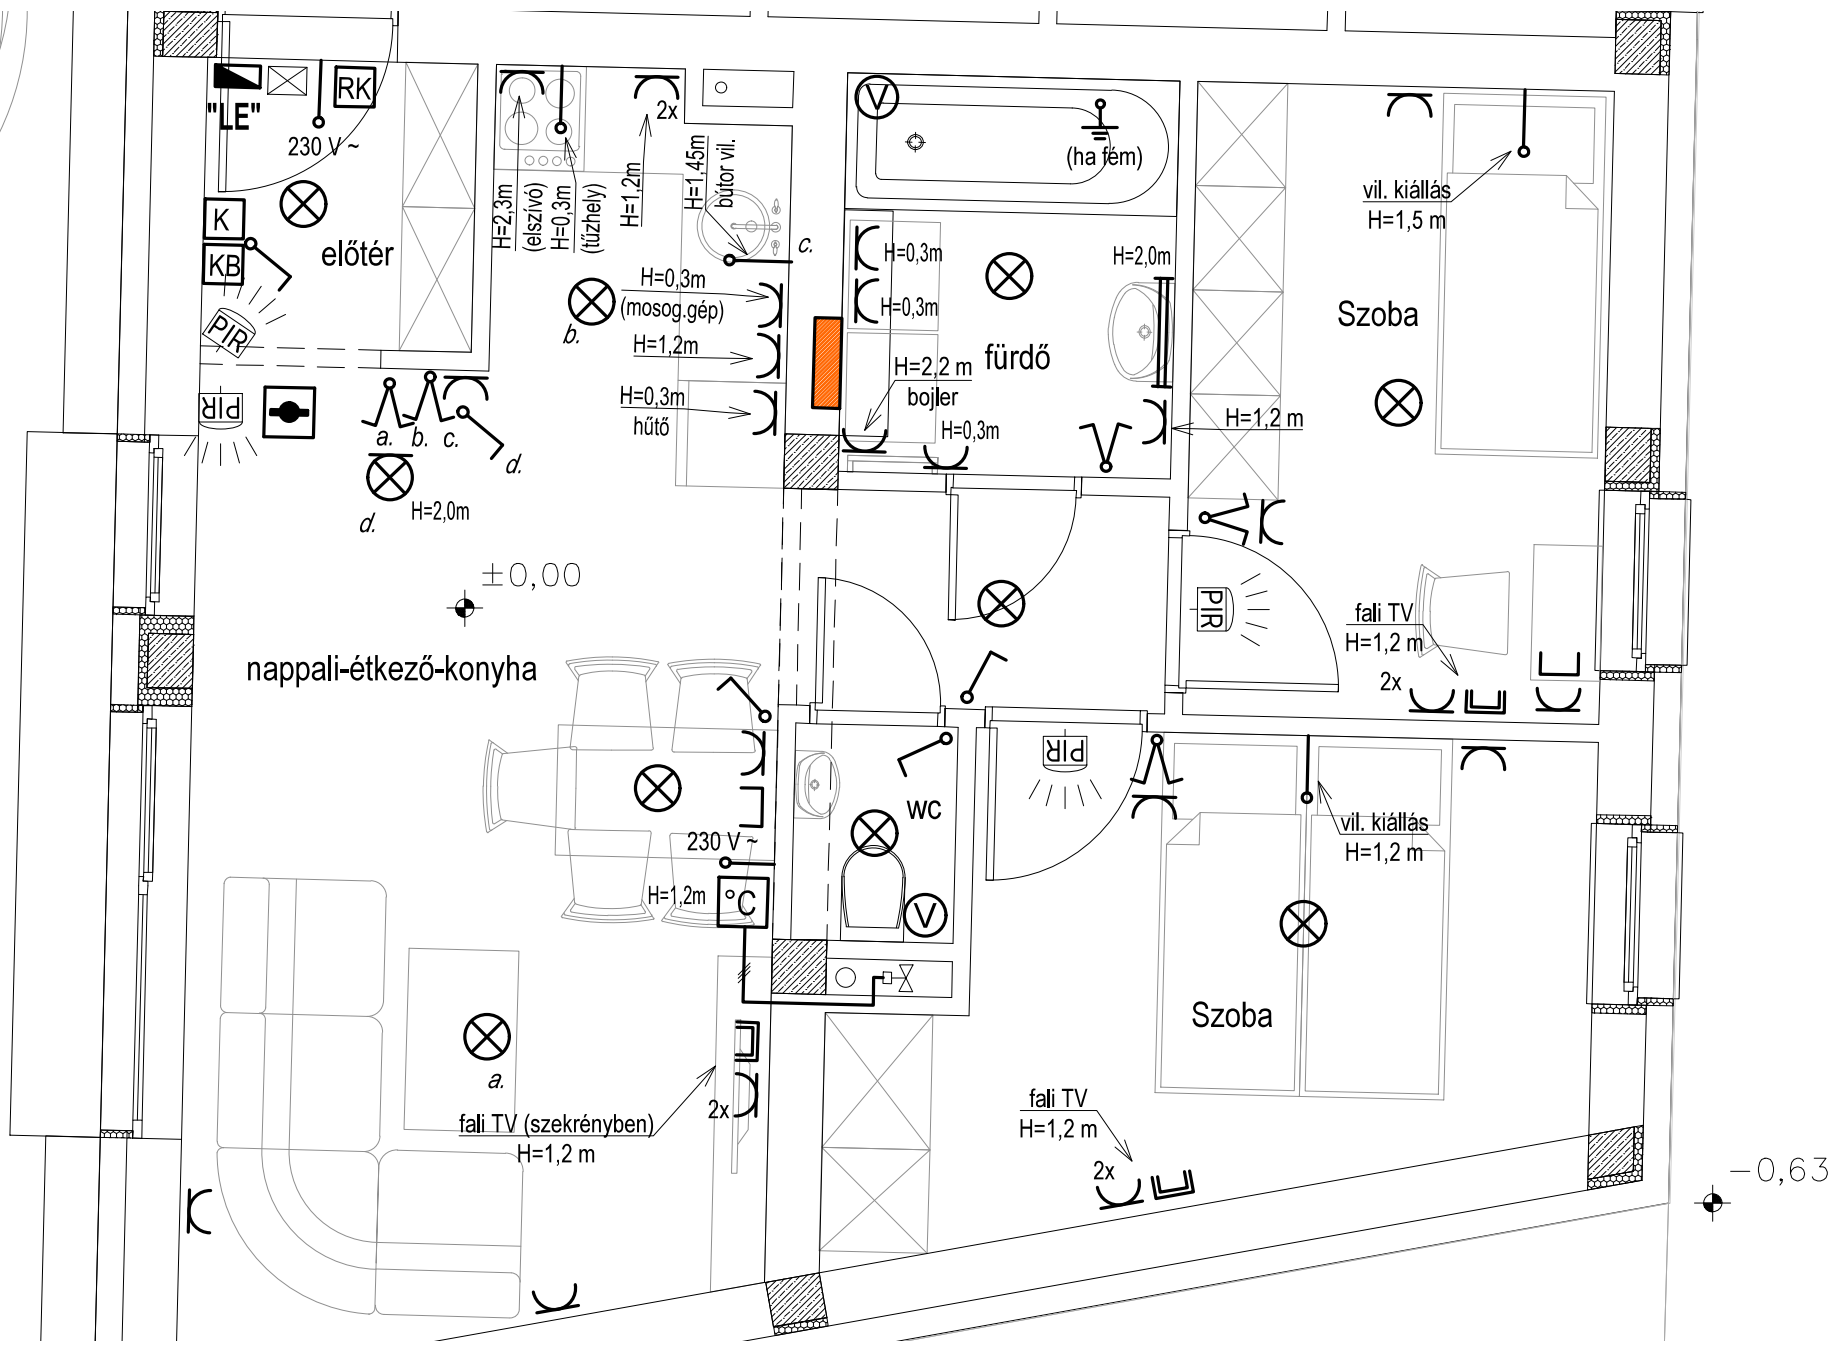 "LE"
RK
230 V ~
K
KB
előtér
PIR
PIR
H=2,3m
(elszívó)
H=0,3m
(tűzhely)
H=1,2m
2x
H=1,45m
bútor vil.
c.
b.
H=0,3m
(mosog.gép)
H=1,2m
H=0,3m
hűtő
a.
b.
c.
d.
d.
H=2,0m
±0,00
nappali-étkező-konyha
V
(ha fém)
H=0,3m
H=0,3m
H=2,0m
fürdő
H=2,2 m
bojler
H=0,3m
H=1,2 m
vil. kiállás
H=1,5 m
Szoba
PIR
fali TV
H=1,2 m
2x
230 V ~
H=1,2m
°C
WC
V
PIR
vil. kiállás
H=1,2 m
Szoba
a.
fali TV (szekrényben)
H=1,2 m
2x
fali TV
H=1,2 m
2x
-0,63